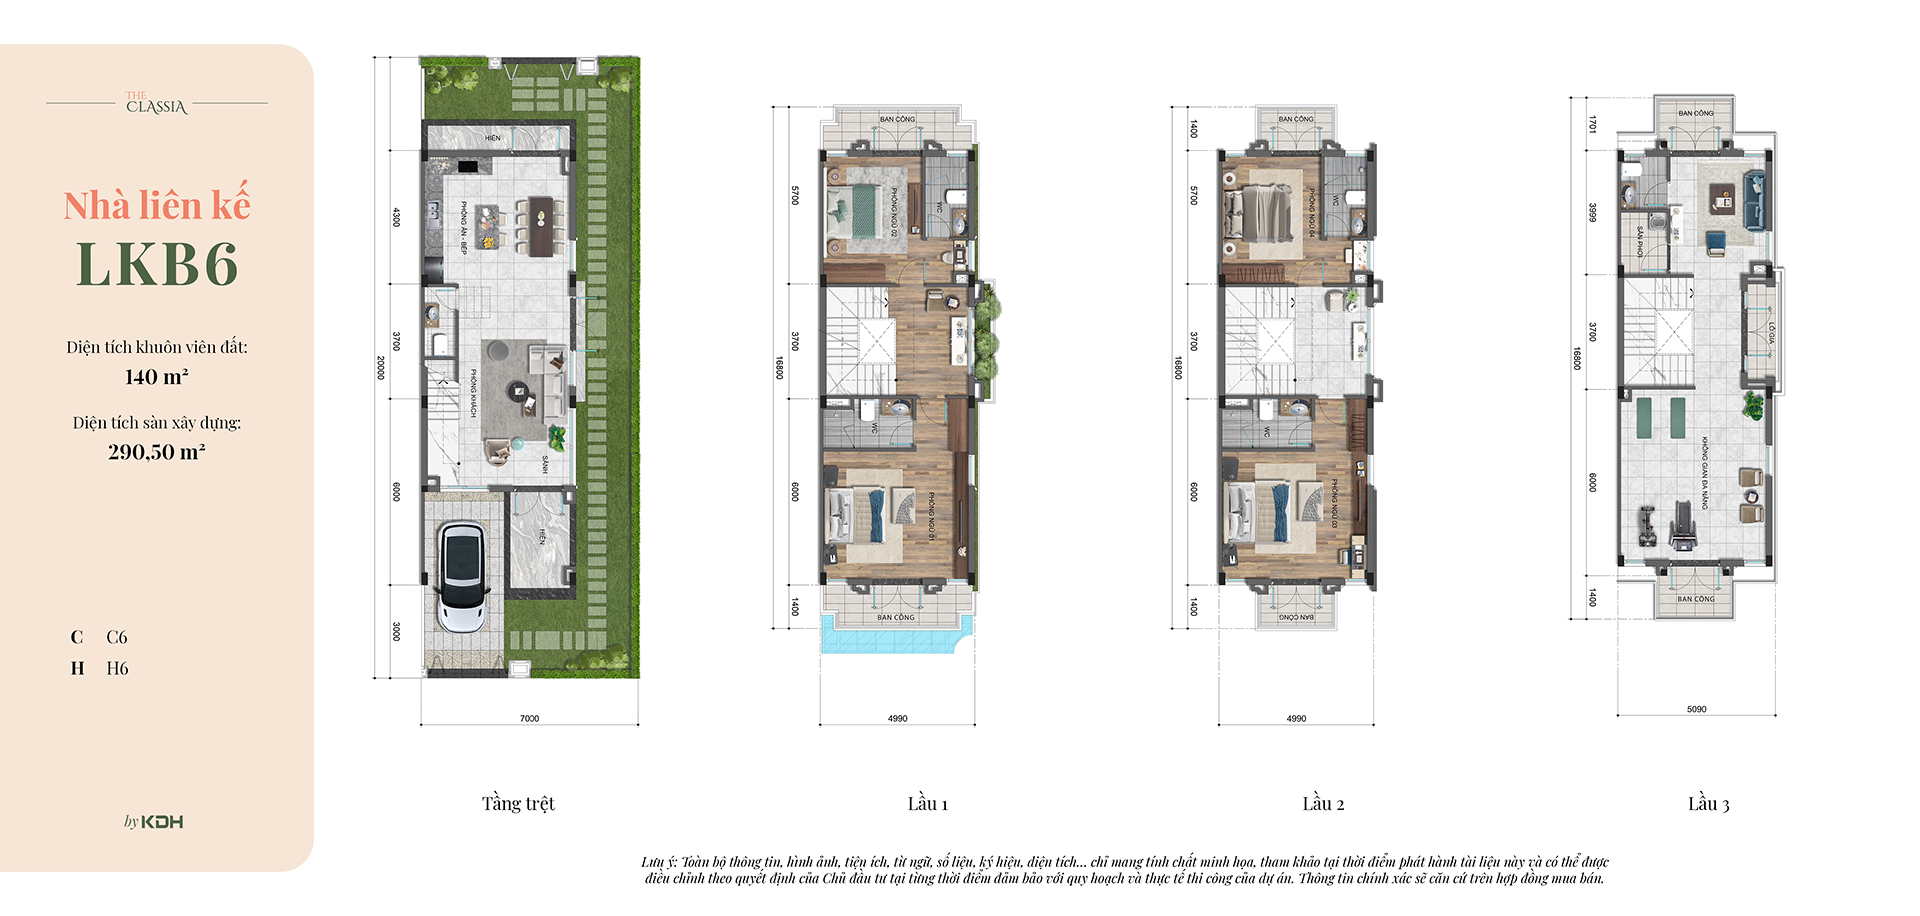 THE
CLASSIA
Nhà liên kế
LKB6
Diện tích khuôn viên đất:
140 m²
Diện tích sàn xây dựng:
290,50 m²
C C6
H H6
by KDH
HIÊN
PHÒNG ĂN - BẾP
PHÒNG KHÁCH
SẢNH
HIÊN
4300
3700
6000
3000
20000
7000
Tầng trệt
BAN CÔNG
PHÒNG NGỦ 02
WC
WC
PHÒNG NGỦ 01
BAN CÔNG
5700
3700
6000
1400
16800
4990
Lầu 1
BAN CÔNG
PHÒNG NGỦ 04
WC
WC
PHÒNG NGỦ 03
BAN CÔNG
1400
5700
3700
6000
1400
16800
4990
Lầu 2
BAN CÔNG
SÂN PHƠI
LÔ GIA
KHÔNG GIAN ĐA NĂNG
BAN CÔNG
1701
3999
3700
6000
1400
16800
5090
Lầu 3
Lưu ý: Toàn bộ thông tin, hình ảnh, tiện ích, từ ngữ, số liệu, ký hiệu, diện tích... chỉ mang tính chất minh họa, tham khảo tại thời điểm phát hành tài liệu này và có thể được
điều chỉnh theo quyết định của Chủ đầu tư tại từng thời điểm đảm bảo với quy hoạch và thực tế thi công của dự án. Thông tin chính xác sẽ căn cứ trên hợp đồng mua bán.